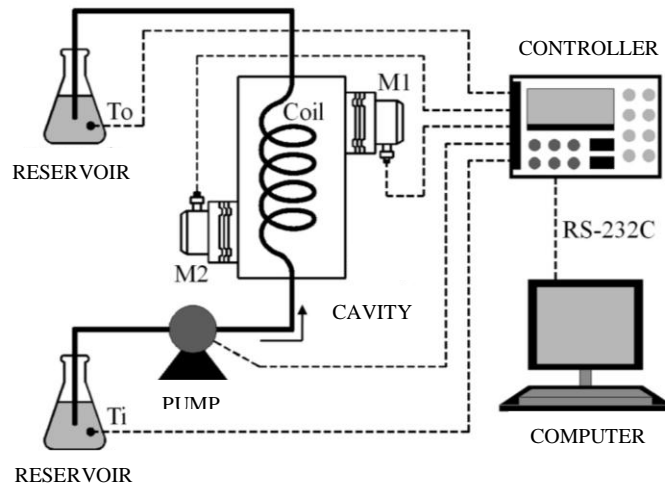 CONTROLLER
M1
To
Coil
RESERVOIR
RS-232C
M2
CAVITY
PUMP
Ti
COMPUTER
RESERVOIR